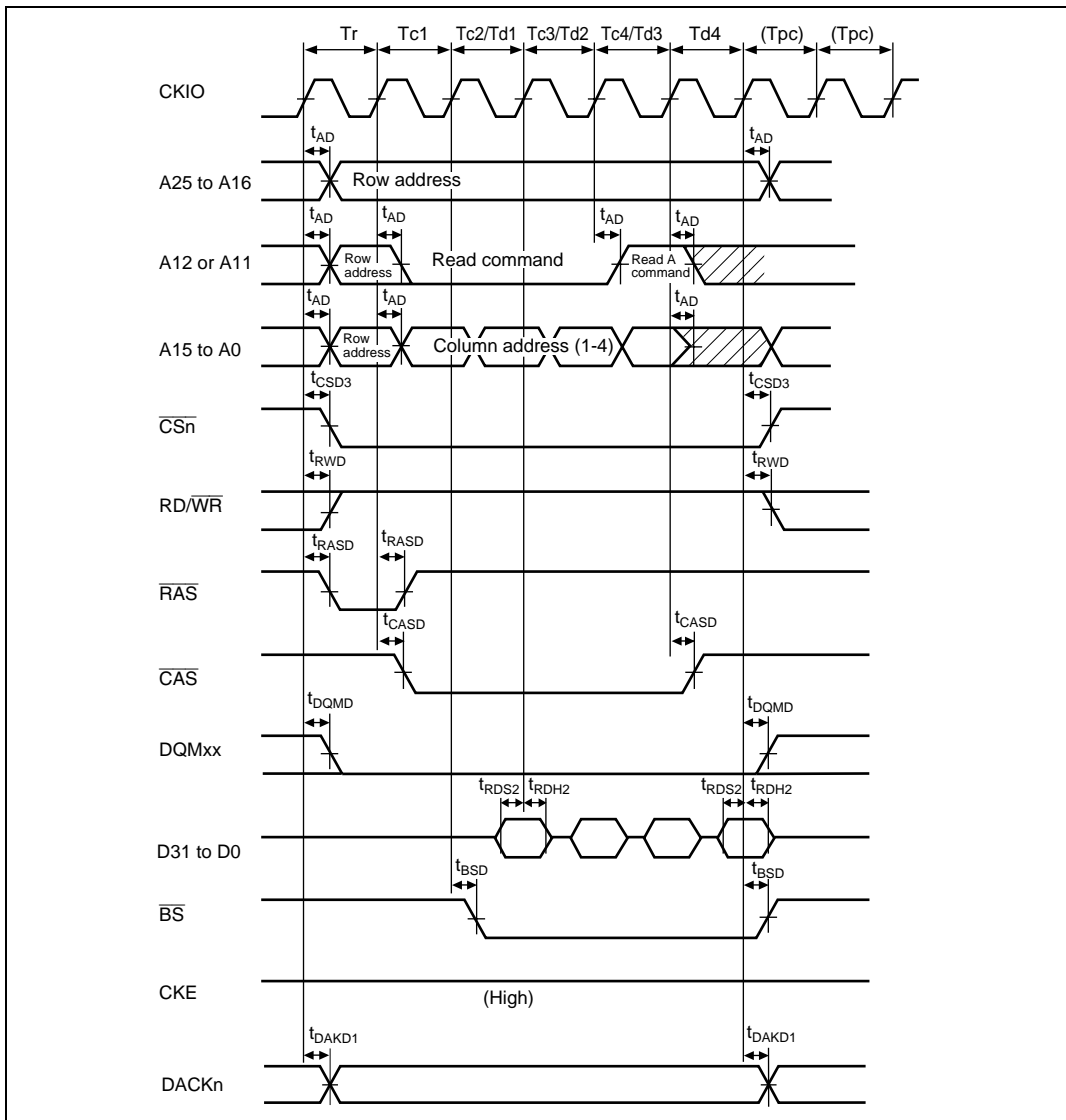 Tr Tc1 Tc2/Td1 Tc3/Td2 Tc4/Td3 Td4 (Tpc) (Tpc)
CKIO
tAD tAD
A25 to A16 Row address
tAD tAD tAD tAD
A12 or A11 Row address Read command Read A command
tAD tAD tAD
A15 to A0 Row address Column address (1-4)
tCSD3 tCSD3
CSn
tRWD tRWD
RD/WR
tRASD tRASD
RAS
tCASD tCASD
CAS
tDQMD tDQMD
DQMxx
tRDS2 tRDH2 tRDS2 tRDH2
D31 to D0
tBSD tBSD
BS
CKE (High)
tDAKD1 tDAKD1
DACKn